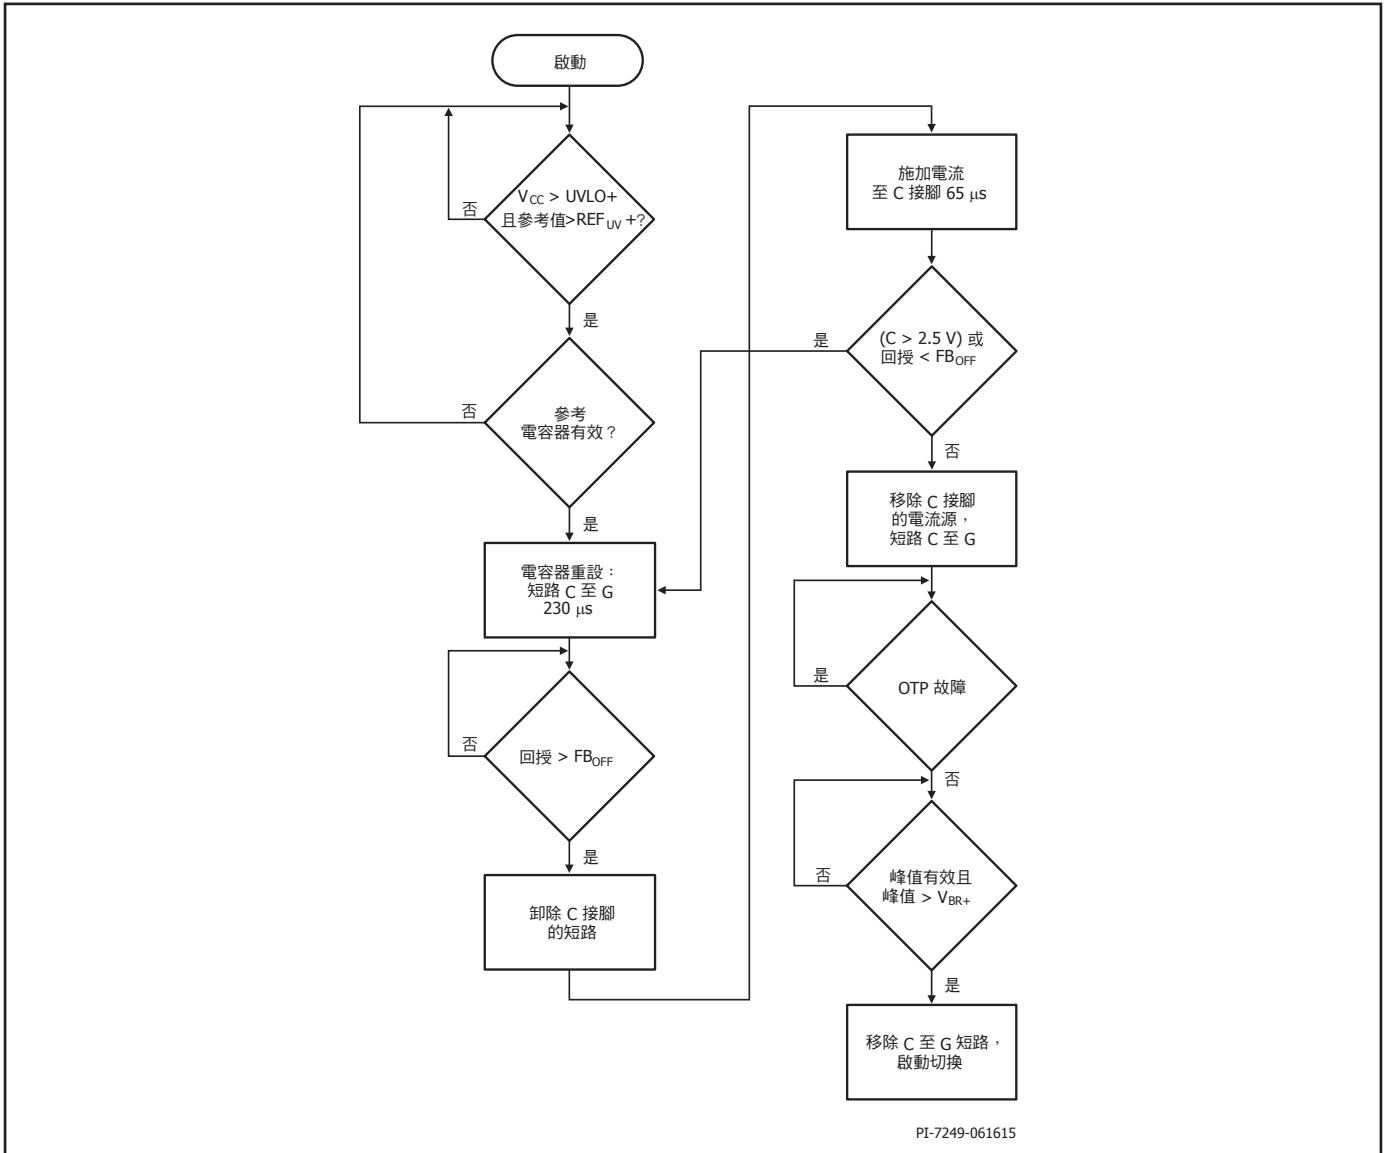 啟動
V_CC > UVLO+
且參考值>REF_UV +?
否
是
參考
電容器有效？
否
是
電容器重設：
短路 C 至 G
230 μs
回授 > FB_OFF
否
是
卸除 C 接腳
的短路
施加電流
至 C 接腳 65 μs
(C > 2.5 V) 或
回授 < FB_OFF
是
否
移除 C 接腳
的電流源，
短路 C 至 G
OTP 故障
是
否
峰值有效且
峰值 > V_BR+
否
是
移除 C 至 G 短路，
啟動切換
PI-7249-061615